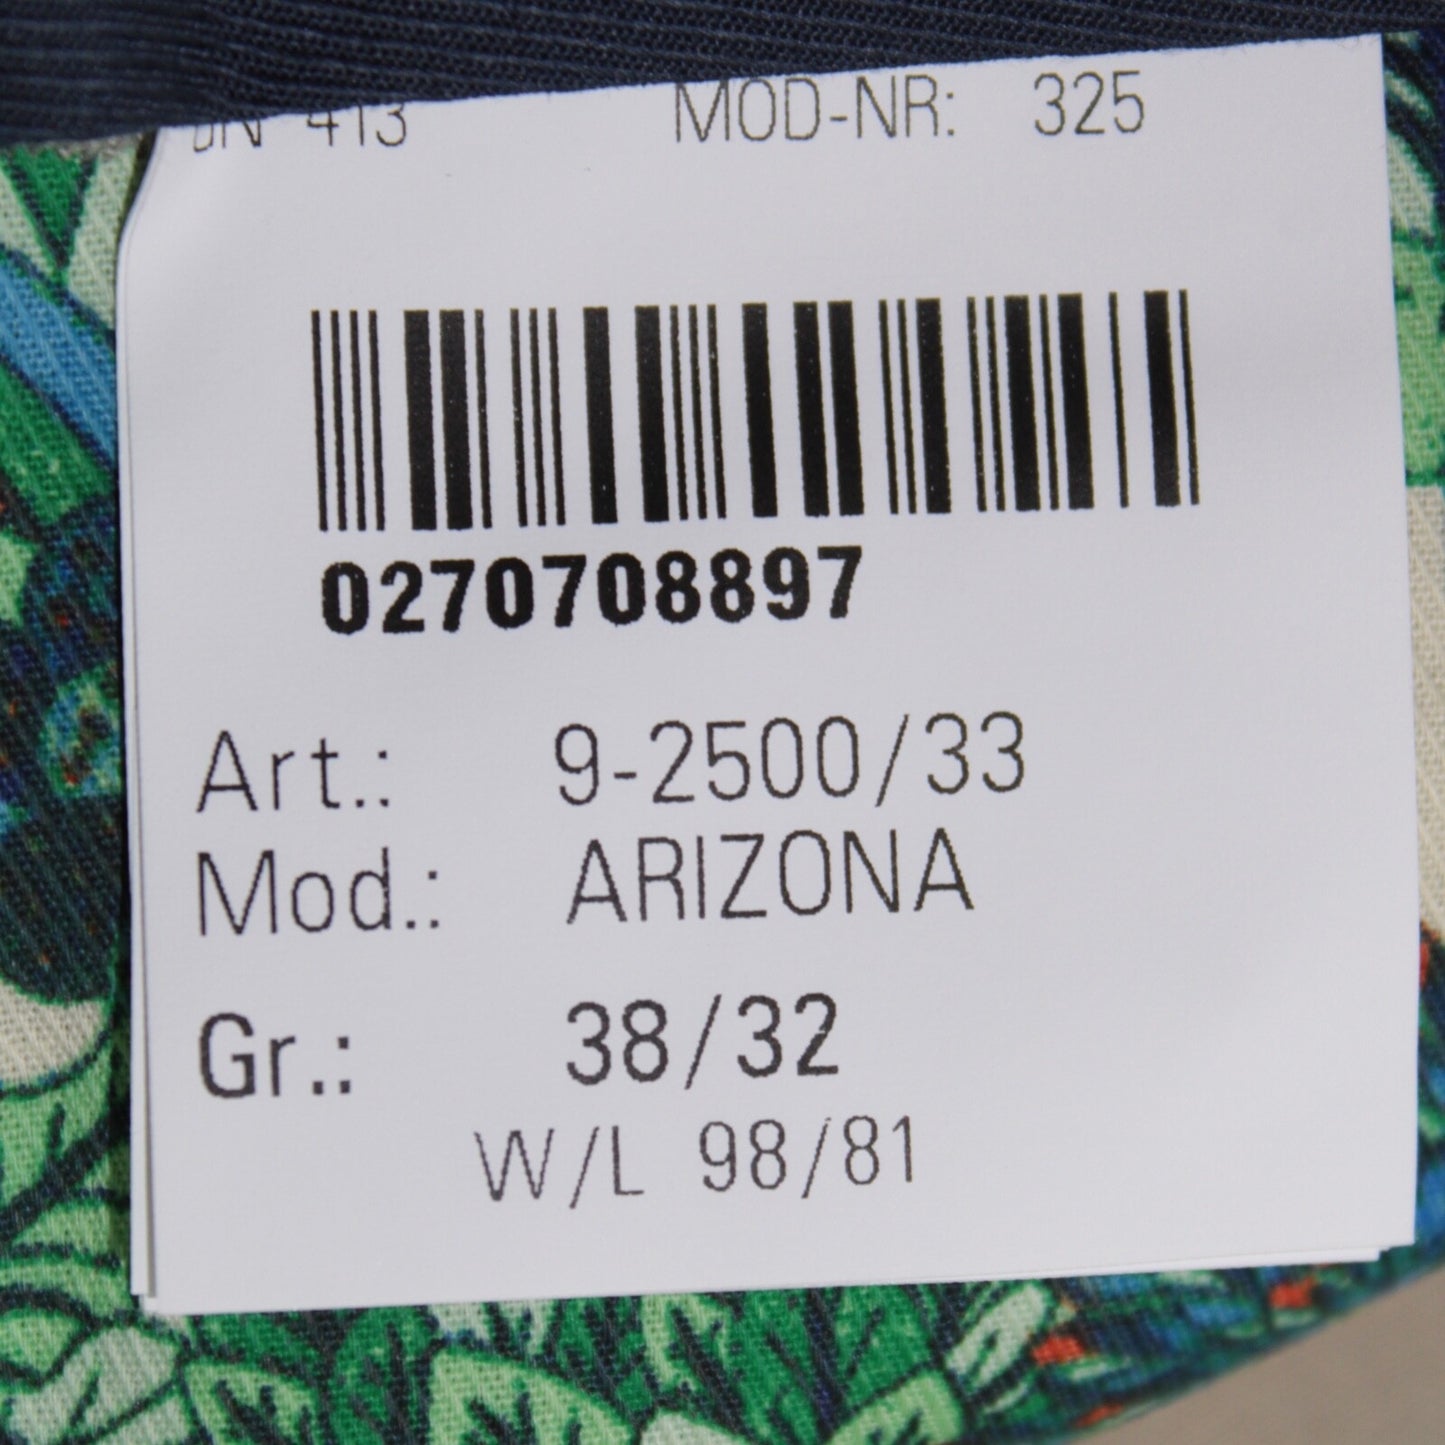 413 MOD-NR: 325
0270708897
Art.: 9-2500/33
Mod.: ARIZONA
Gr.: 38/32
W/L 98/81